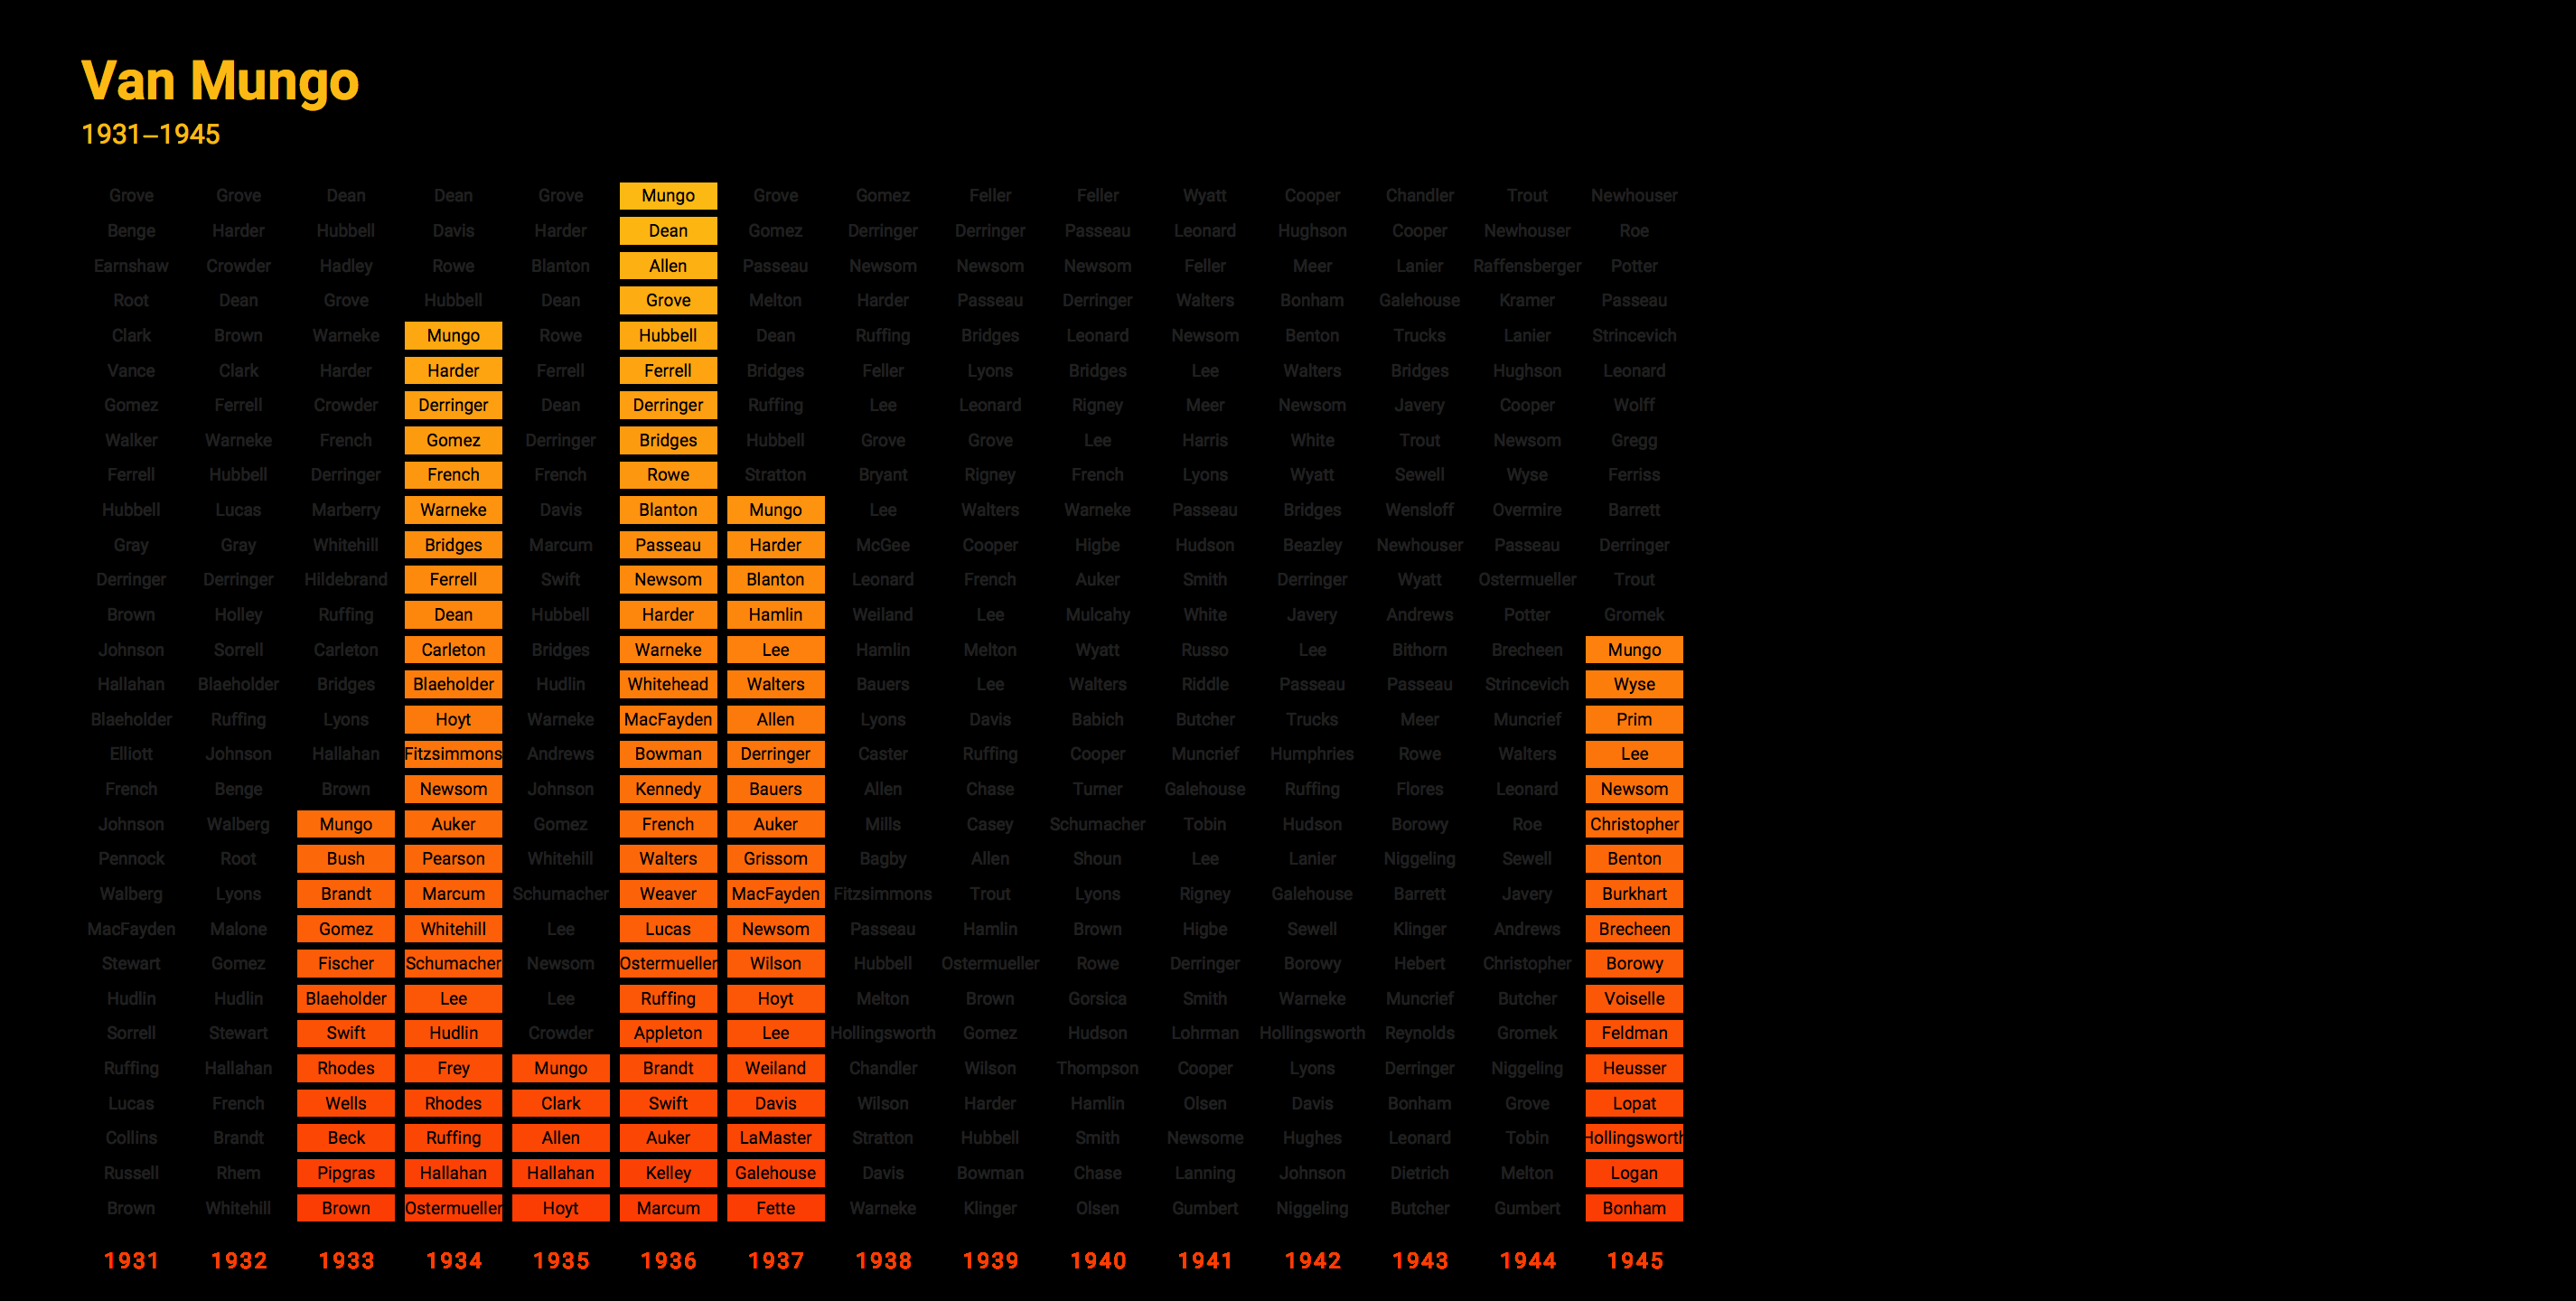 Van Mungo
1931–1945
Grove Grove Dean Dean Grove Mungo Grove Gomez Feller Feller Wyatt Cooper Chandler Trout Newhouser
Benge Harder Hubbell Davis Harder Dean Gomez Derringer Derringer Passeau Leonard Hughson Cooper Newhouser Roe
Earnshaw Crowder Hadley Rowe Blanton Allen Passeau Newsom Newsom Newsom Feller Meer Lanier Raffensberger Potter
Root Dean Grove Hubbell Dean Grove Melton Harder Passeau Derringer Walters Bonham Galehouse Kramer Passeau
Clark Brown Warneke Mungo Rowe Hubbell Dean Ruffing Bridges Leonard Newsom Benton Trucks Lanier Strincevich
Vance Clark Harder Harder Ferrell Ferrell Bridges Feller Lyons Bridges Lee Walters Bridges Hughson Leonard
Gomez Ferrell Crowder Derringer Dean Derringer Ruffing Lee Leonard Rigney Meer Newsom Javery Cooper Wolff
Walker Warneke French Gomez Derringer Bridges Hubbell Grove Grove Lee Harris White Trout Newsom Gregg
Ferrell Hubbell Derringer French French Rowe Stratton Bryant Rigney French Lyons Wyatt Sewell Wyse Ferriss
Hubbell Lucas Marberry Warneke Davis Blanton Mungo Lee Walters Warneke Passeau Bridges Wensloff Overmire Barrett
Gray Gray Whitehill Bridges Marcum Passeau Harder McGee Cooper Higbe Hudson Beazley Newhouser Passeau Derringer
Derringer Derringer Hildebrand Ferrell Swift Newsom Blanton Leonard French Auker Smith Derringer Wyatt Ostermueller Trout
Brown Holley Ruffing Dean Hubbell Harder Hamlin Weiland Lee Mulcahy White Javery Andrews Potter Gromek
Johnson Sorrell Carleton Carleton Bridges Warneke Lee Hamlin Melton Wyatt Russo Lee Bithorn Brecheen Mungo
Hallahan Blaeholder Bridges Blaeholder Hudlin Whitehead Walters Bauers Lee Walters Riddle Passeau Passeau Strincevich Wyse
Blaeholder Ruffing Lyons Hoyt Warneke MacFayden Allen Lyons Davis Babich Butcher Trucks Meer Muncrief Prim
Elliott Johnson Hallahan Fitzsimmons Andrews Bowman Derringer Caster Ruffing Cooper Muncrief Humphries Rowe Walters Lee
French Benge Brown Newsom Johnson Kennedy Bauers Allen Chase Turner Galehouse Ruffing Flores Leonard Newsom
Johnson Walberg Mungo Auker Gomez French Auker Mills Casey Schumacher Tobin Hudson Borowy Roe Christopher
Pennock Root Bush Pearson Whitehill Walters Grissom Bagby Allen Shoun Lee Lanier Niggeling Sewell Benton
Walberg Lyons Brandt Marcum Schumacher Weaver MacFayden Fitzsimmons Trout Lyons Rigney Galehouse Barrett Javery Burkhart
MacFayden Malone Gomez Whitehill Lee Lucas Newsom Passeau Hamlin Brown Higbe Sewell Klinger Andrews Brecheen
Stewart Gomez Fischer Schumacher Newsom Ostermueller Wilson Hubbell Ostermueller Rowe Derringer Borowy Hebert Christopher Borowy
Hudlin Hudlin Blaeholder Lee Lee Ruffing Hoyt Melton Brown Gorsica Smith Warneke Muncrief Butcher Voiselle
Sorrell Stewart Swift Hudlin Crowder Appleton Lee Hollingsworth Gomez Hudson Lohrman Hollingsworth Reynolds Gromek Feldman
Ruffing Hallahan Rhodes Frey Mungo Brandt Weiland Chandler Wilson Thompson Cooper Lyons Derringer Niggeling Heusser
Lucas French Wells Rhodes Clark Swift Davis Wilson Harder Hamlin Olsen Davis Bonham Grove Lopat
Collins Brandt Beck Ruffing Allen Auker LaMaster Stratton Hubbell Smith Newsome Hughes Leonard Tobin Hollingsworth
Russell Rhem Pipgras Hallahan Hallahan Kelley Galehouse Davis Bowman Chase Lanning Johnson Dietrich Melton Logan
Brown Whitehill Brown Ostermueller Hoyt Marcum Fette Warneke Klinger Olsen Gumbert Niggeling Butcher Gumbert Bonham
1931 1932 1933 1934 1935 1936 1937 1938 1939 1940 1941 1942 1943 1944 1945